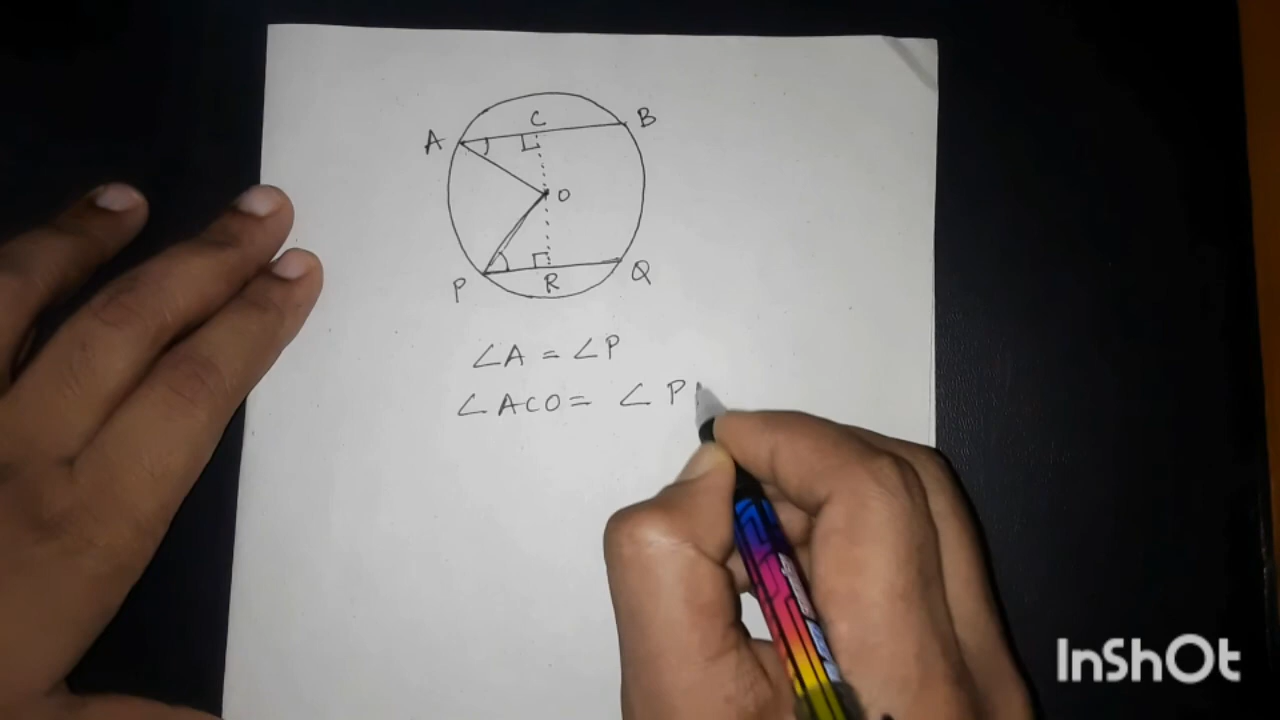 C
A
B
O
P
R
Q
∠A = ∠P
∠ACO = ∠P
InShOt